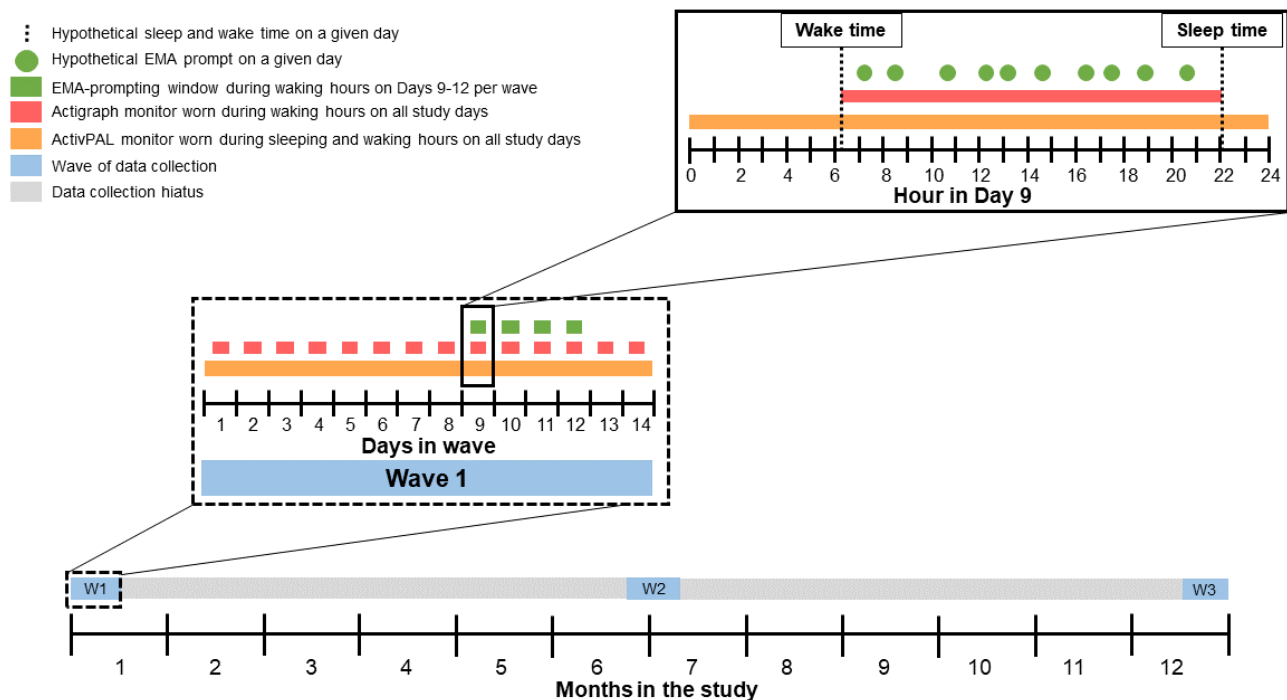 Hypothetical sleep and wake time on a given day
Hypothetical EMA prompt on a given day
EMA-prompting window during waking hours on Days 9-12 per wave
Actigraph monitor worn during waking hours on all study days
ActivPAL monitor worn during sleeping and waking hours on all study days
Wave of data collection
Data collection hiatus
Wake time Sleep time
0 2 4 6 8 10 12 14 16 18 20 22 24
Hour in Day 9
1 2 3 4 5 6 7 8 9 10 11 12 13 14
Days in wave
Wave 1
W1 W2 W3
1 2 3 4 5 6 7 8 9 10 11 12
Months in the study